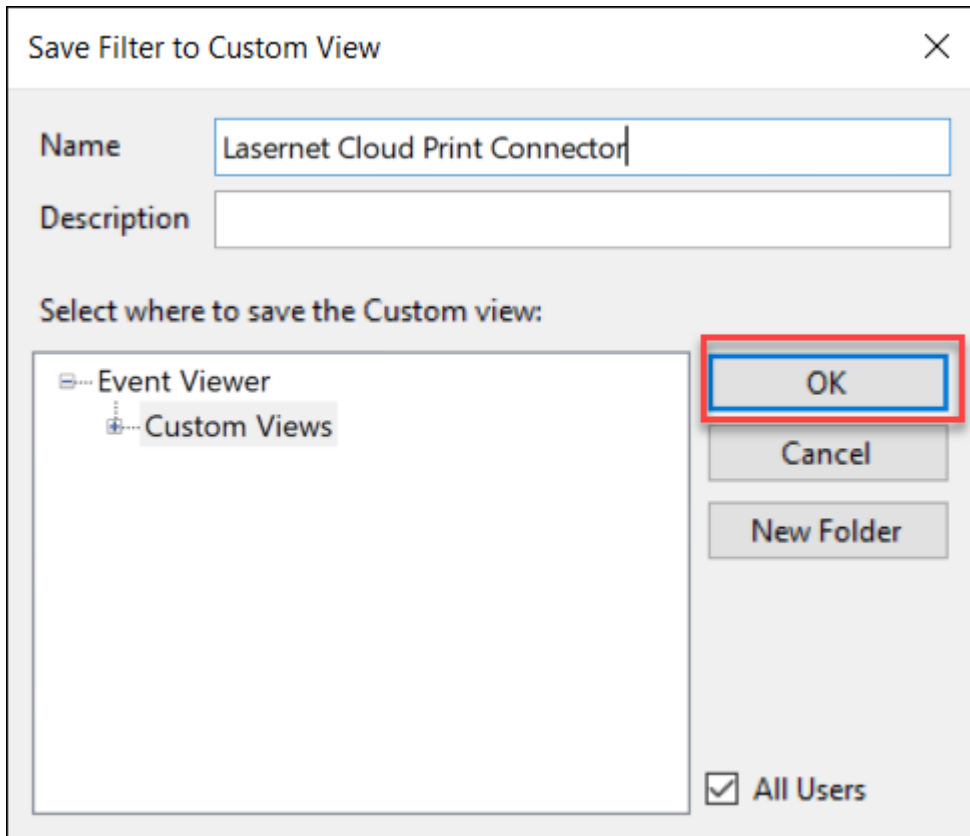 Save Filter to Custom View
Name
Lasernet Cloud Print Connector
Description
Select where to save the Custom view:
Event Viewer
Custom Views
OK
Cancel
New Folder
All Users